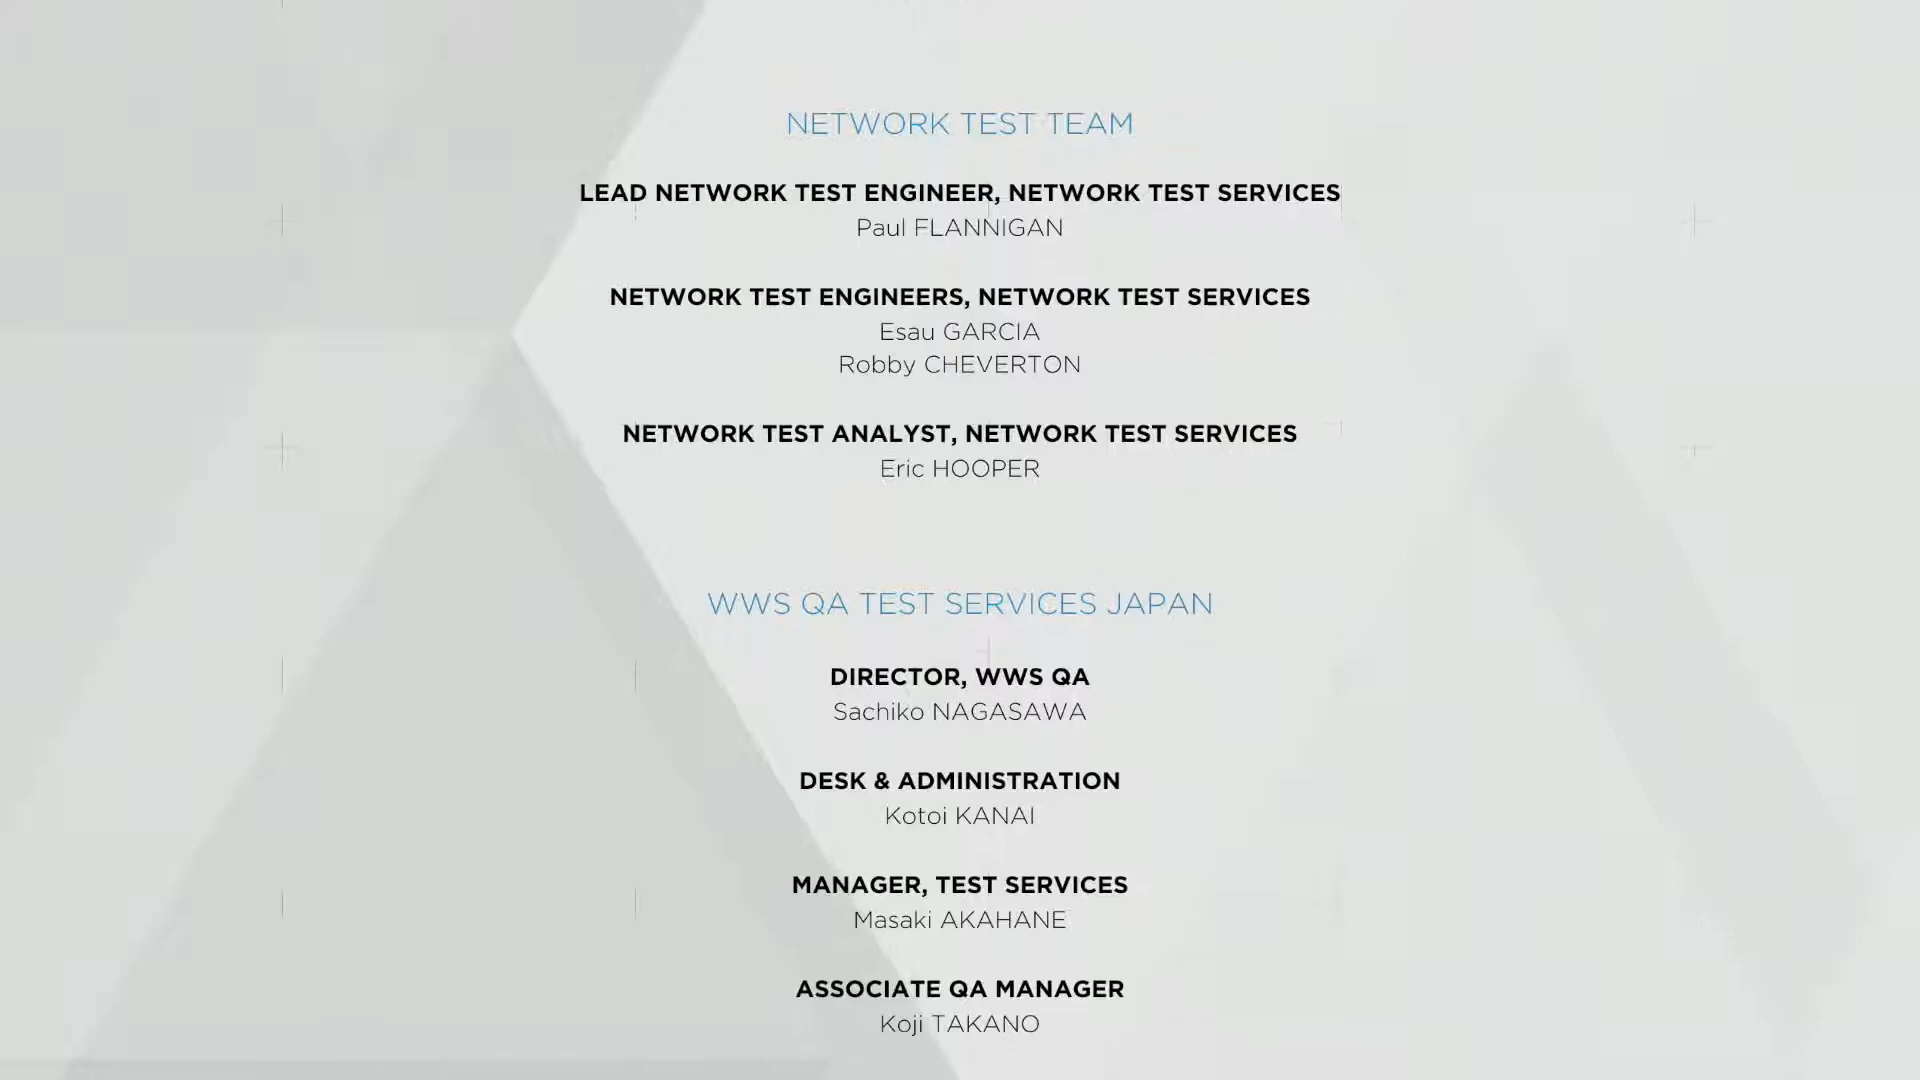 NETWORK TEST TEAM
LEAD NETWORK TEST ENGINEER, NETWORK TEST SERVICES
Paul FLANNIGAN
NETWORK TEST ENGINEERS, NETWORK TEST SERVICES
Esau GARCIA
Robby CHEVERTON
NETWORK TEST ANALYST, NETWORK TEST SERVICES
Eric HOOPER
WWS QA TEST SERVICES JAPAN
DIRECTOR, WWS QA
Sachiko NAGASAWA
DESK & ADMINISTRATION
Kotoi KANAI
MANAGER, TEST SERVICES
Masaki AKAHANE
ASSOCIATE QA MANAGER
Koji TAKANO